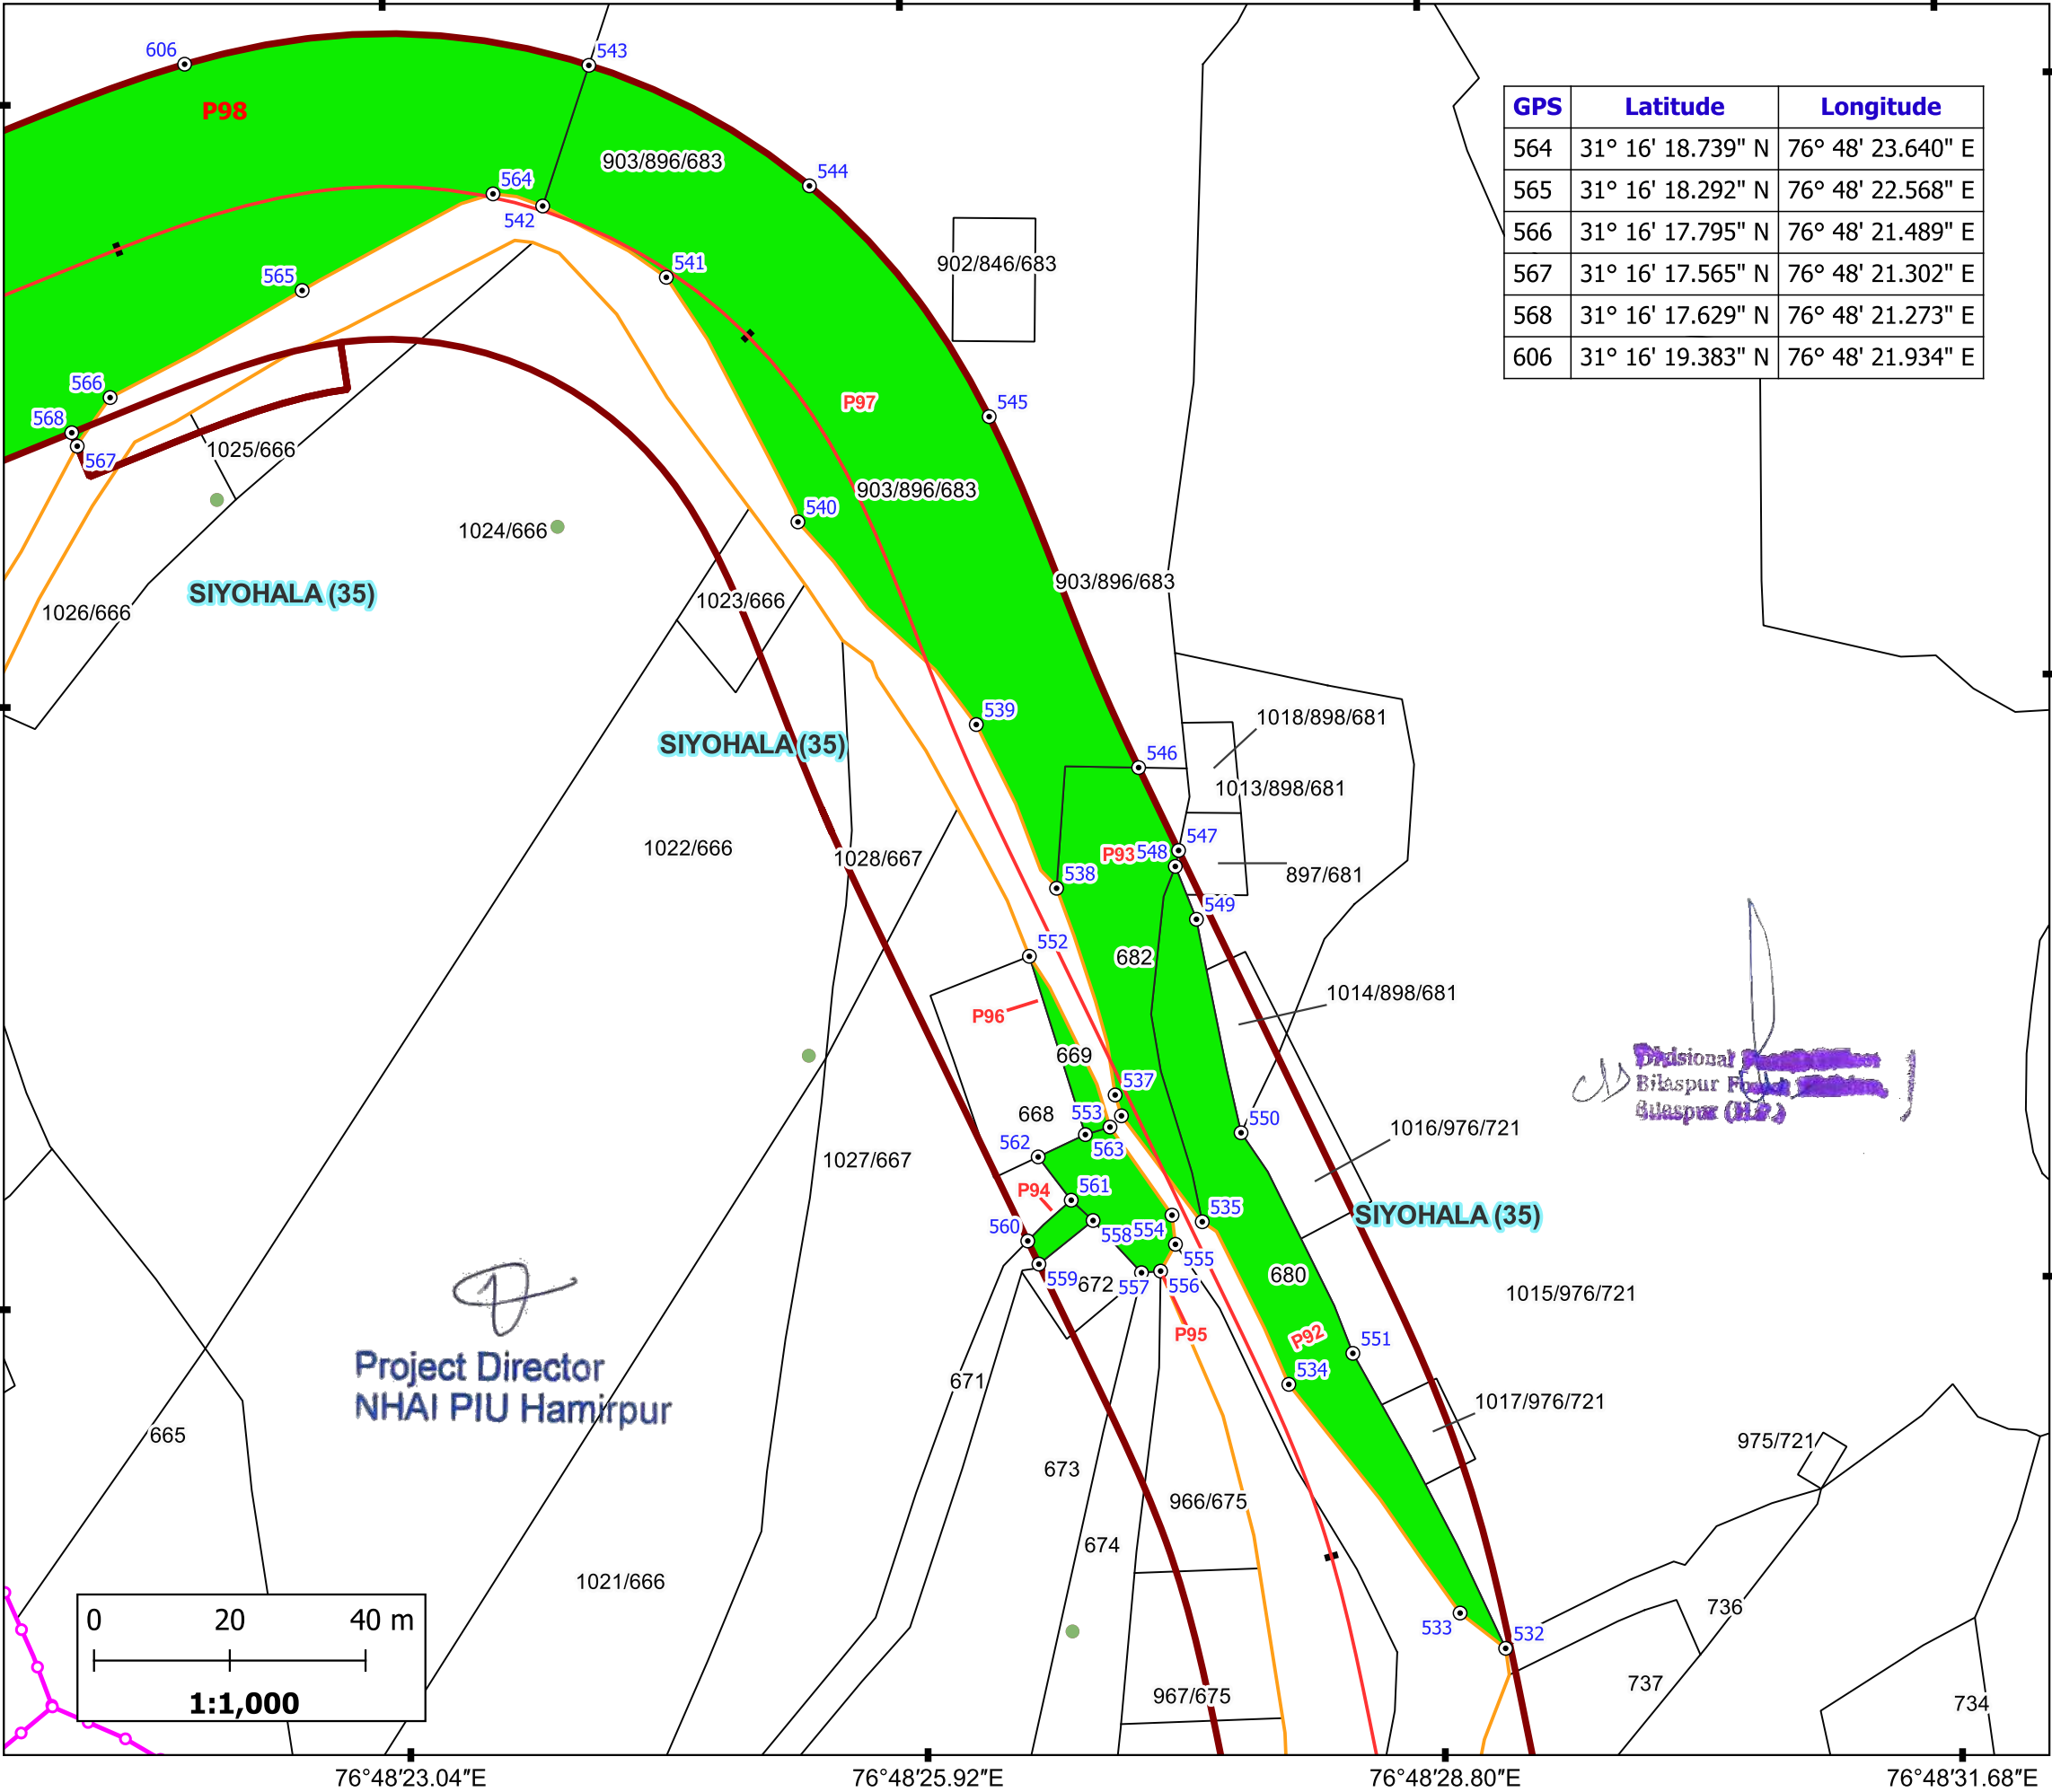 606
543
P98
903/896/683
544
564
542
541
565
902/846/683
GPS Latitude Longitude
564 31° 16' 18.739" N 76° 48' 23.640" E
565 31° 16' 18.292" N 76° 48' 22.568" E
566 31° 16' 17.795" N 76° 48' 21.489" E
567 31° 16' 17.565" N 76° 48' 21.302" E
568 31° 16' 17.629" N 76° 48' 21.273" E
606 31° 16' 19.383" N 76° 48' 21.934" E
566
568
567
1025/666
P97
545
903/896/683
540
1024/666
SIYOHALA (35)
1026/666
1023/666
903/896/683
539
SIYOHALA (35)
546
1018/898/681
1013/898/681
1022/666
1028/667
P93
548
547
897/681
538
549
552
682
1014/898/681
P96
669
537
668
553
563
562
550
1016/976/721
1027/667
P94
561
560
558
554
535
SIYOHALA (35)
555
559
672
557
556
680
1015/976/721
P95
P92
551
534
Project Director
NHAI PIU Hamirpur
Divisional
Bilaspur
Bilaspur (H.P.)
671
1017/976/721
665
975/721
673
966/675
674
1021/666
533
532
736
737
734
967/675
0 20 40 m
1:1,000
76°48′23.04″E
76°48′25.92″E
76°48′28.80″E
76°48′31.68″E